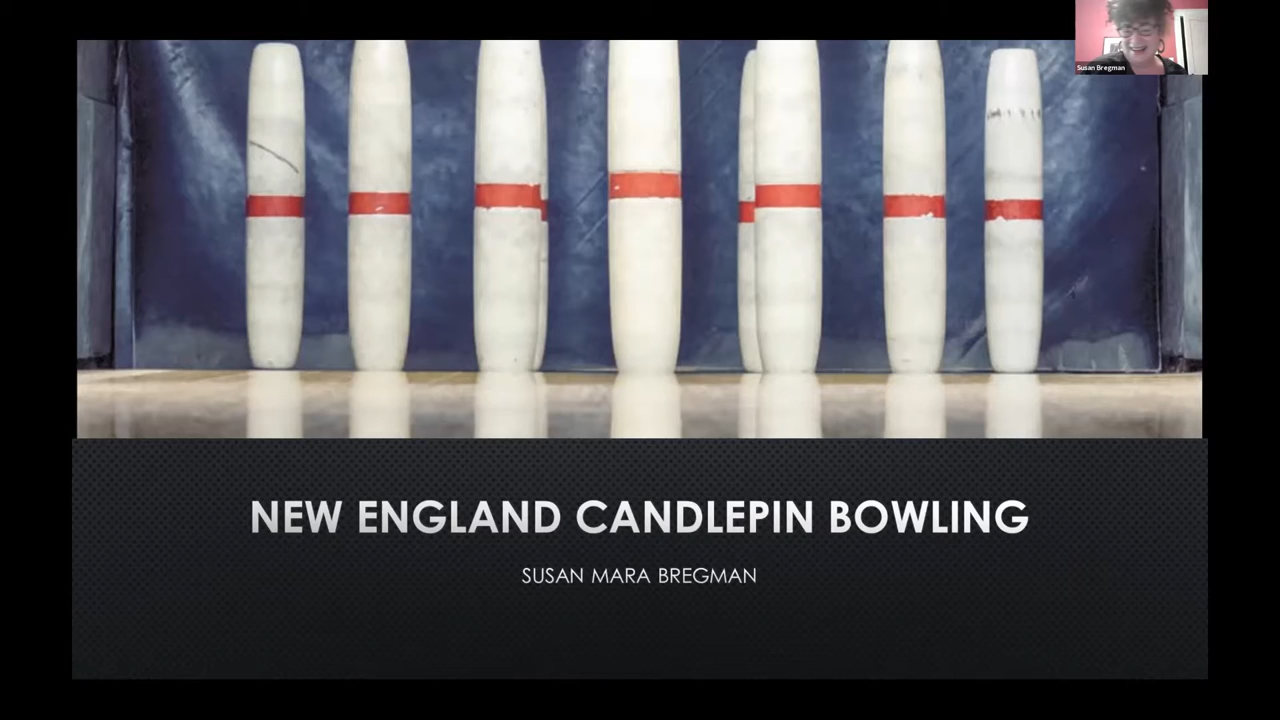 Susan Bregman
NEW ENGLAND CANDLEPIN BOWLING
SUSAN MARA BREGMAN